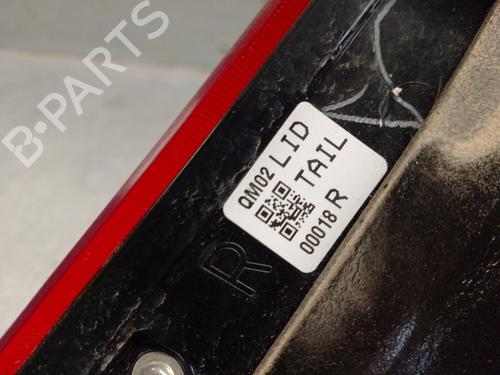 B-PARTS
QM02 LID
TAIL
00018 R
R